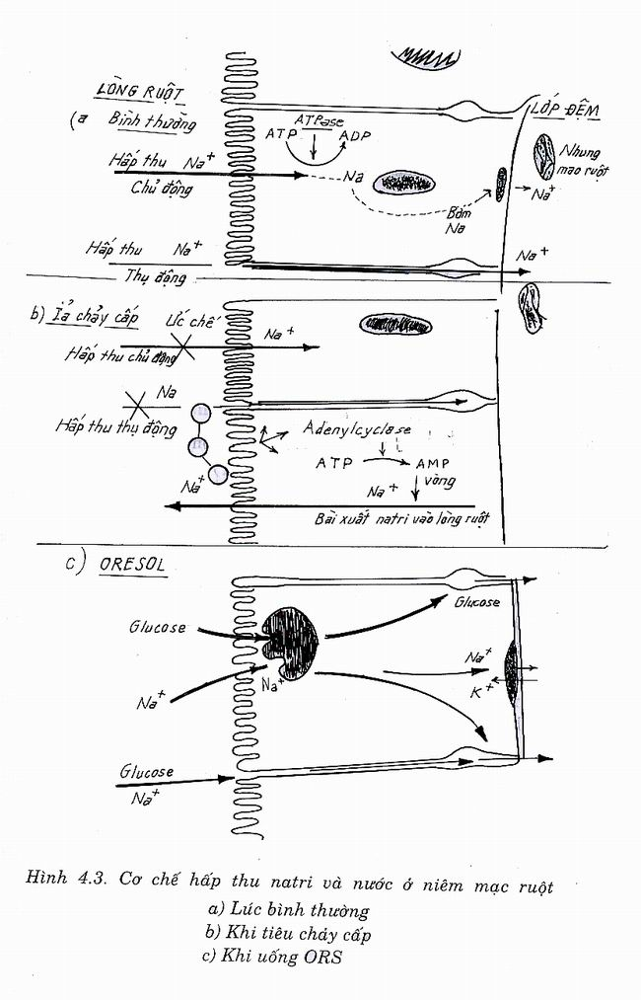 LÒNG RUỘT
(a Bình thường
ATPase
ATP ADP
LỚP ĐỆM
Nhung
mao ruột
Hấp thu Na+
Chủ động
Na
Bơm
Na
Na+
Hấp thu Na+
Thụ động
Na+
b) Ỉa chảy cấp
Ức chế
Na+
Hấp thu chủ động
Na
Hấp thu thụ động
Adenylcyclase
ATP AMP
vòng
Na+
Na+
Bài xuất natri vào lòng ruột
c) ORESOL
Glucose
Glucose
Na+
Na+
Na+
K+
Glucose
Na+
Hình 4.3. Cơ chế hấp thu natri và nước ở niêm mạc ruột
a) Lúc bình thường
b) Khi tiêu chảy cấp
c) Khi uống ORS